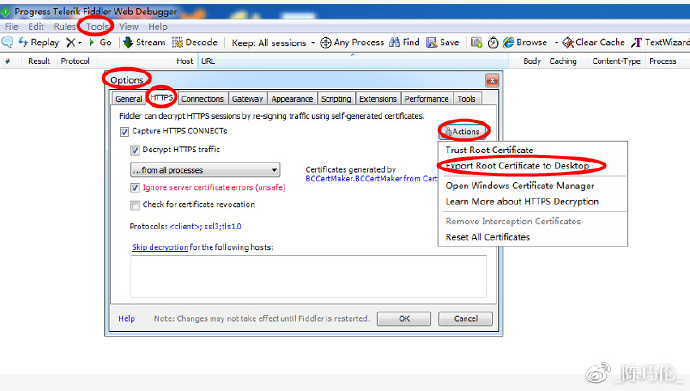 Progress Telerik Fiddler Web Debugger
File Edit Rules Tools View Help
Replay Go Stream Decode Keep: All sessions Any Process Find Save Browse Clear Cache TextWizard
# Result Protocol Host URL Body Caching Content-Type Process
Options
General HTTPS Connections Gateway Appearance Scripting Extensions Performance Tools
Fiddler can decrypt HTTPS sessions by re-signing traffic using self-generated certificates.
Capture HTTPS CONNECTs
Actions
Decrypt HTTPS traffic
Trust Root Certificate
...from all processes
Certificates generated by
Export Root Certificate to Desktop
BCCertMaker.BCCertMaker from Cert
Ignore server certificate errors (unsafe)
Open Windows Certificate Manager
Check for certificate revocation
Learn More about HTTPS Decryption
Protocols: <client>; ssl3;tls1.0
Remove Interception Certificates
Reset All Certificates
Skip decryption for the following hosts:
Help Note: Changes may not take effect until Fiddler is restarted. OK Cancel
_陈玛伦_